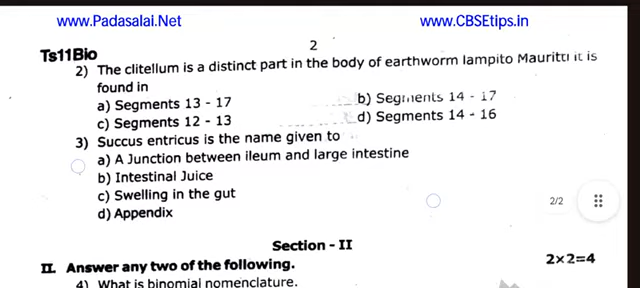 www.Padasalai.Net www.CBSEtips.in
2
Ts11Bio
2) The clitellum is a distinct part in the body of earthworm lampito Mauritti it is
found in
a) Segments 13 - 17 b) Segments 14 - 17
c) Segments 12 - 13 d) Segments 14 - 16
3) Succus entricus is the name given to
a) A Junction between ileum and large intestine
b) Intestinal Juice
c) Swelling in the gut
d) Appendix
2/2
Section - II
II. Answer any two of the following. 2×2=4
4) What is binomial nomenclature.